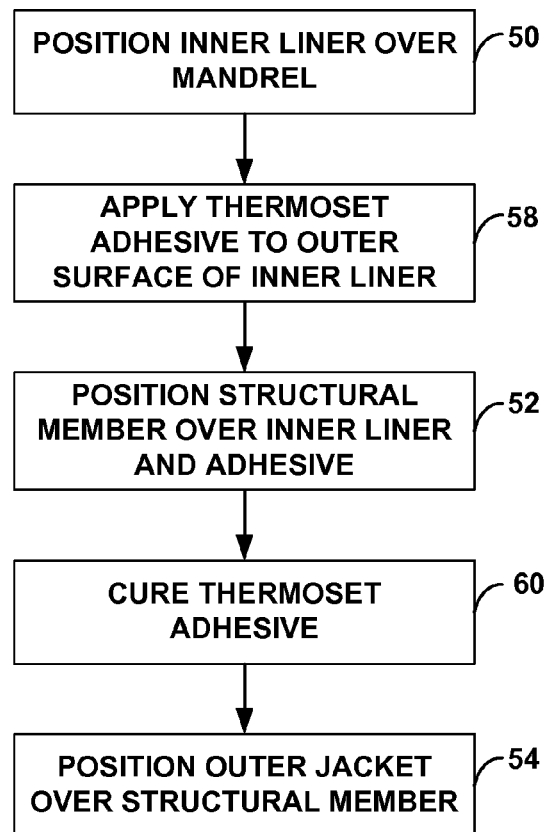 POSITION INNER LINER OVER
MANDREL
50
APPLY THERMOSET
ADHESIVE TO OUTER
SURFACE OF INNER LINER
58
POSITION STRUCTURAL
MEMBER OVER INNER LINER
AND ADHESIVE
52
CURE THERMOSET
ADHESIVE
60
POSITION OUTER JACKET
OVER STRUCTURAL MEMBER
54